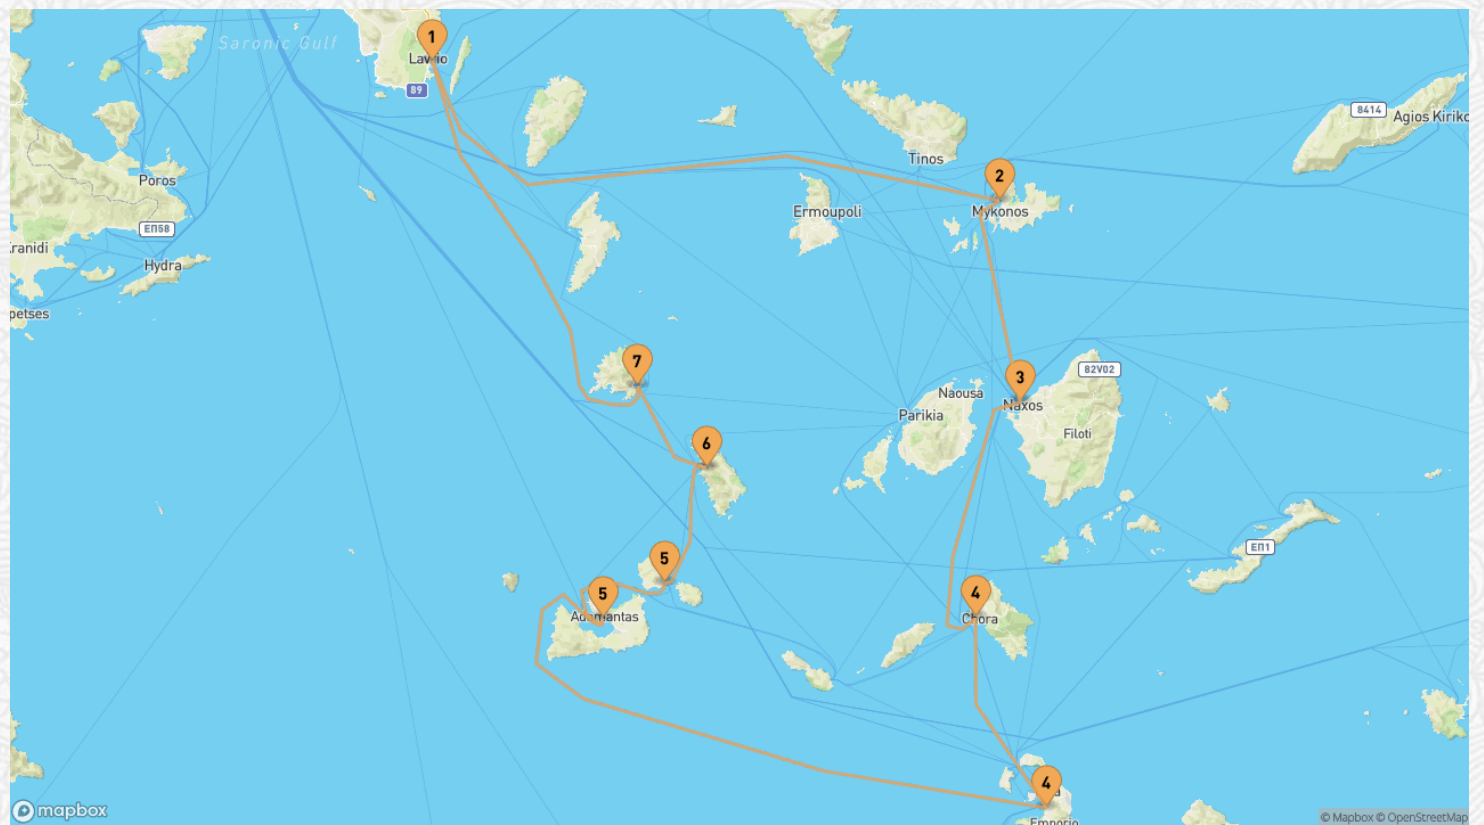 Saronic Gulf
1
Lavrio
89
8414
Agios Kiriko
Tinos
2
Mykonos
Ermoupoli
Poros
ΕΠ58
Kranidi
Hydra
petses
7
82V02
3
Naxos
Naousa
Parikia
Filoti
6
5
ΕΠ1
5
Adamantas
4
Chora
4
Emporio
mapbox
© Mapbox © OpenStreetMap